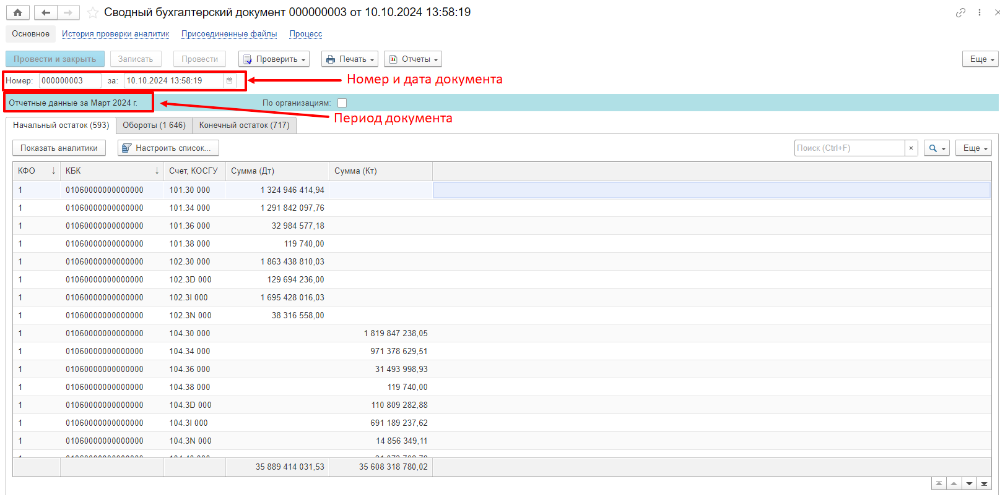 Сводный бухгалтерский документ 000000003 от 10.10.2024 13:58:19
Основное История проверки аналитик Присоединенные файлы Процесс
Провести и закрыть Записать Провести Проверить Печать Отчеты Еще
Номер: 000000003 за: 10.10.2024 13:58:19 Номер и дата документа
Отчетные данные за Март 2024 г. По организациям:
Период документа
Начальный остаток (593) Обороты (1 646) Конечный остаток (717)
Показать аналитики Настроить список... Поиск (Ctrl+F) × Еще
КФО ↓ КБК ↓ Счет, КОСГУ Сумма (Дт) Сумма (Кт)
1 01060000000000000 101.30 000 1 324 946 414,94
1 01060000000000000 101.34 000 1 291 842 097,76
1 01060000000000000 101.36 000 32 984 577,18
1 01060000000000000 101.38 000 119 740,00
1 01060000000000000 102.30 000 1 863 438 810,03
1 01060000000000000 102.3D 000 129 694 236,00
1 01060000000000000 102.3I 000 1 695 428 016,03
1 01060000000000000 102.3N 000 38 316 558,00
1 01060000000000000 104.30 000 1 819 847 238,05
1 01060000000000000 104.34 000 971 378 629,51
1 01060000000000000 104.36 000 31 493 998,93
1 01060000000000000 104.38 000 119 740,00
1 01060000000000000 104.3D 000 110 809 282,88
1 01060000000000000 104.3I 000 691 189 237,62
1 01060000000000000 104.3N 000 14 856 349,11
35 889 414 031,53 35 608 318 780,02